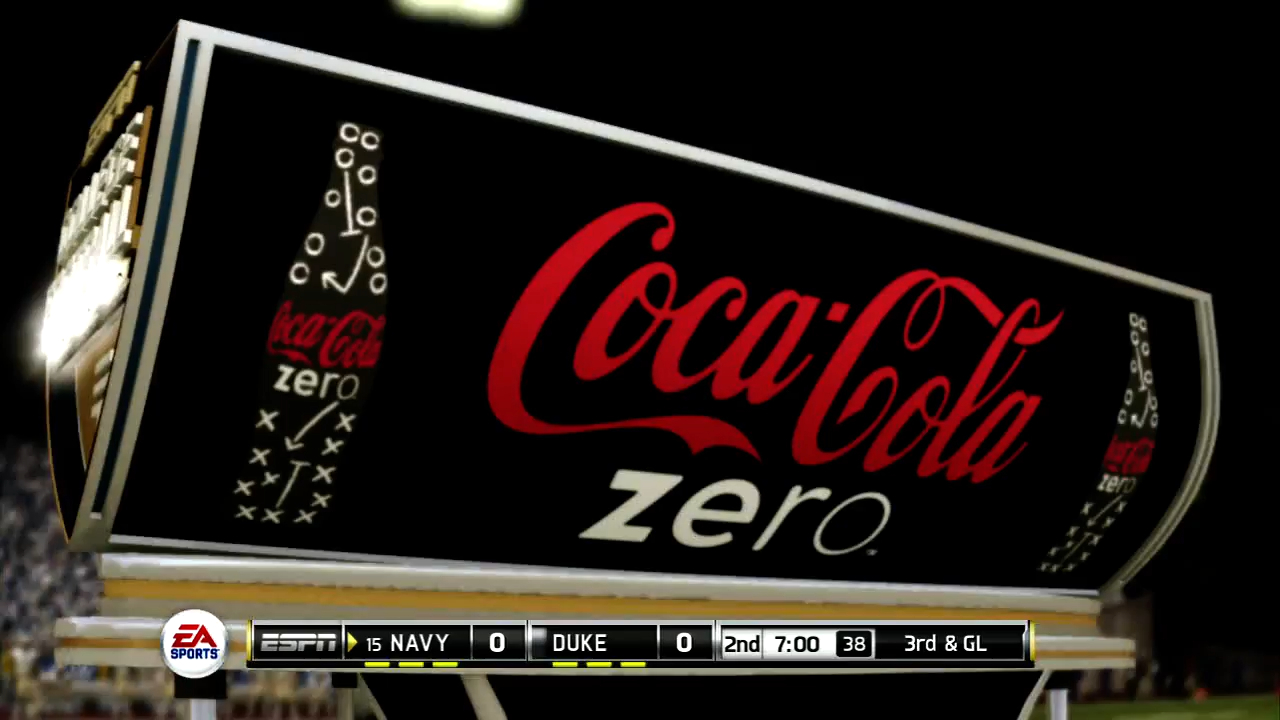 ESPN
Coca-Cola
zero
Coca-Cola
zero
Coca-Cola
zero
EA
SPORTS
ESPN 15 NAVY 0 DUKE 0 2nd 7:00 38 3rd & GL